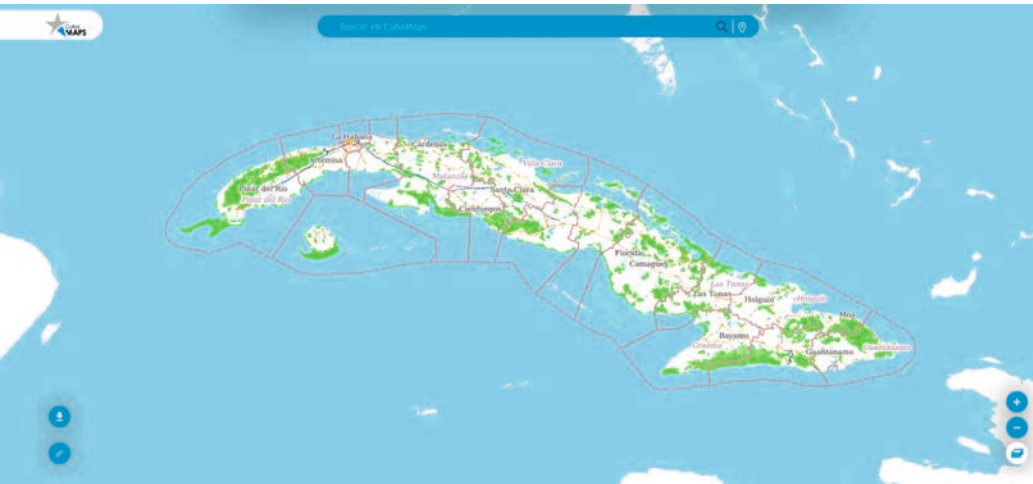 MAPS
Buscar en CubaMaps
La Habana
Cárdenas
Artemisa
Villa Clara
Matanzas
Pinar del Río
Santa Clara
Pinar del Río
Cienfuegos
Florida
Camagüey
Las Tunas
Las Tunas
Holguín
Holguín
Moa
Bayamo
Granma
Guantánamo
Guantánamo